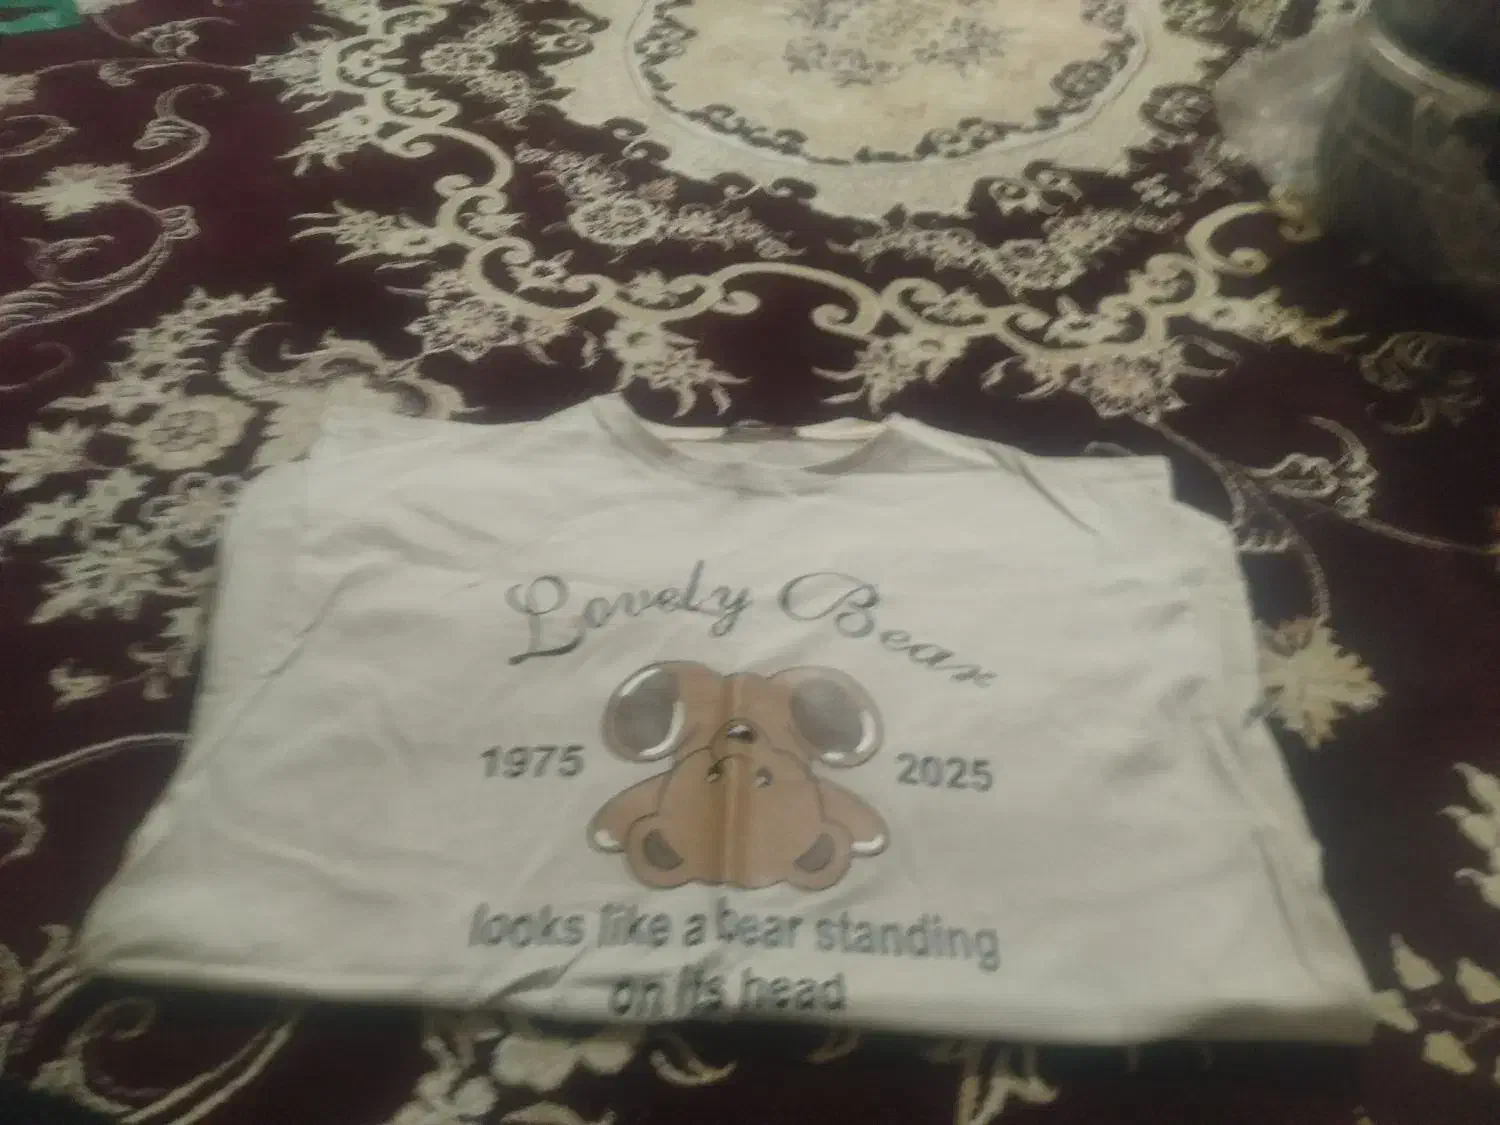 Lovely Bear
1975 2025
looks like a bear standing
on its head